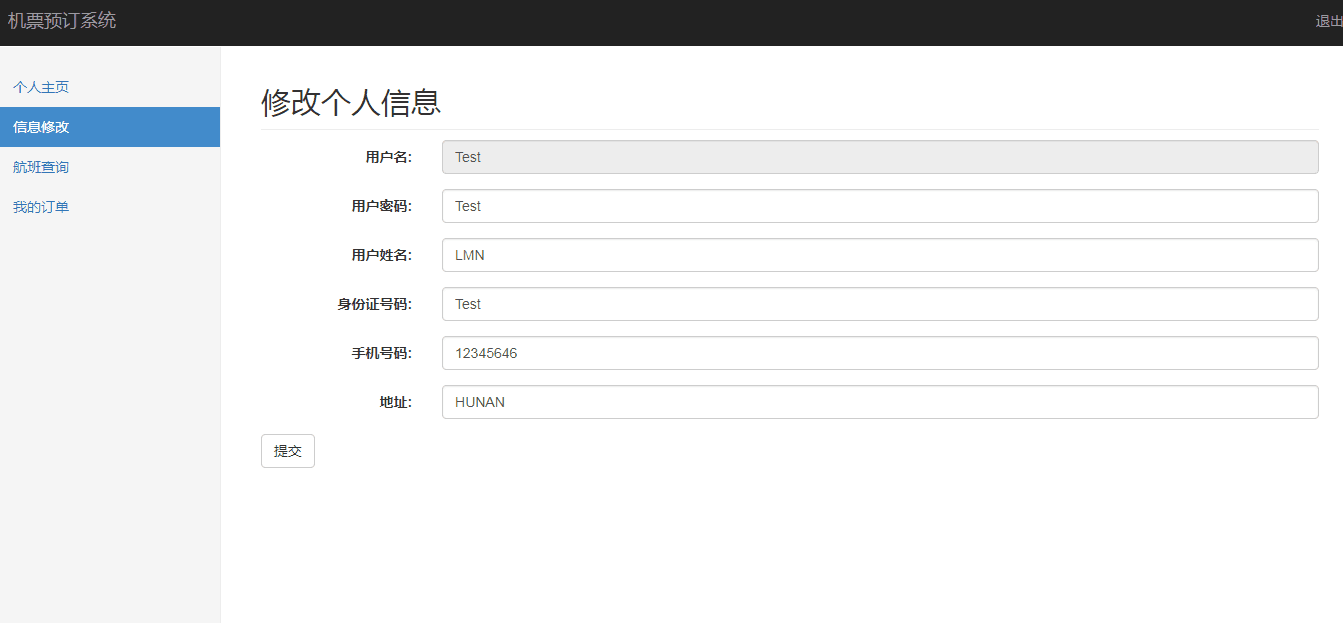 机票预订系统
退出
个人主页
信息修改
航班查询
我的订单
修改个人信息
用户名: Test
用户密码: Test
用户姓名: LMN
身份证号码: Test
手机号码: 12345646
地址: HUNAN
提交